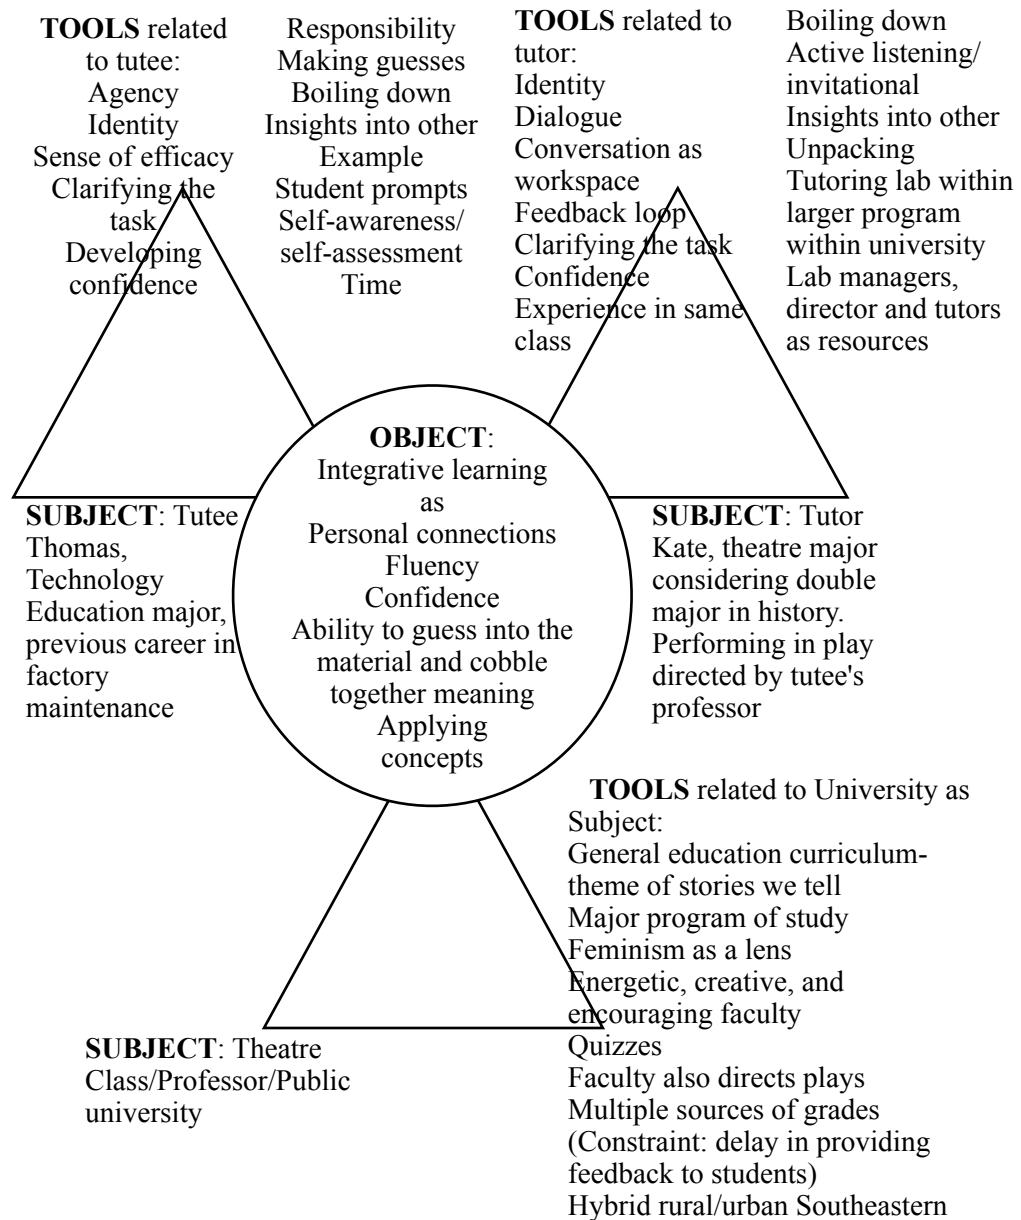 TOOLS related
to tutee:
Agency
Identity
Sense of efficacy
Clarifying the
task
Developing
confidence
Responsibility
Making guesses
Boiling down
Insights into other
Example
Student prompts
Self-awareness/
self-assessment
Time
TOOLS related to
tutor:
Identity
Dialogue
Conversation as
workspace
Feedback loop
Clarifying the task
Confidence
Experience in same
class
Boiling down
Active listening/
invitational
Insights into other
Unpacking
Tutoring lab within
larger program
within university
Lab managers,
director and tutors
as resources
OBJECT:
Integrative learning
as
Personal connections
Fluency
Confidence
Ability to guess into the
material and cobble
together meaning
Applying
concepts
SUBJECT: Tutee
Thomas,
Technology
Education major,
previous career in
factory
maintenance
SUBJECT: Tutor
Kate, theatre major
considering double
major in history.
Performing in play
directed by tutee's
professor
SUBJECT: Theatre
Class/Professor/Public
university
TOOLS related to University as
Subject:
General education curriculum-
theme of stories we tell
Major program of study
Feminism as a lens
Energetic, creative, and
encouraging faculty
Quizzes
Faculty also directs plays
Multiple sources of grades
(Constraint: delay in providing
feedback to students)
Hybrid rural/urban Southeastern